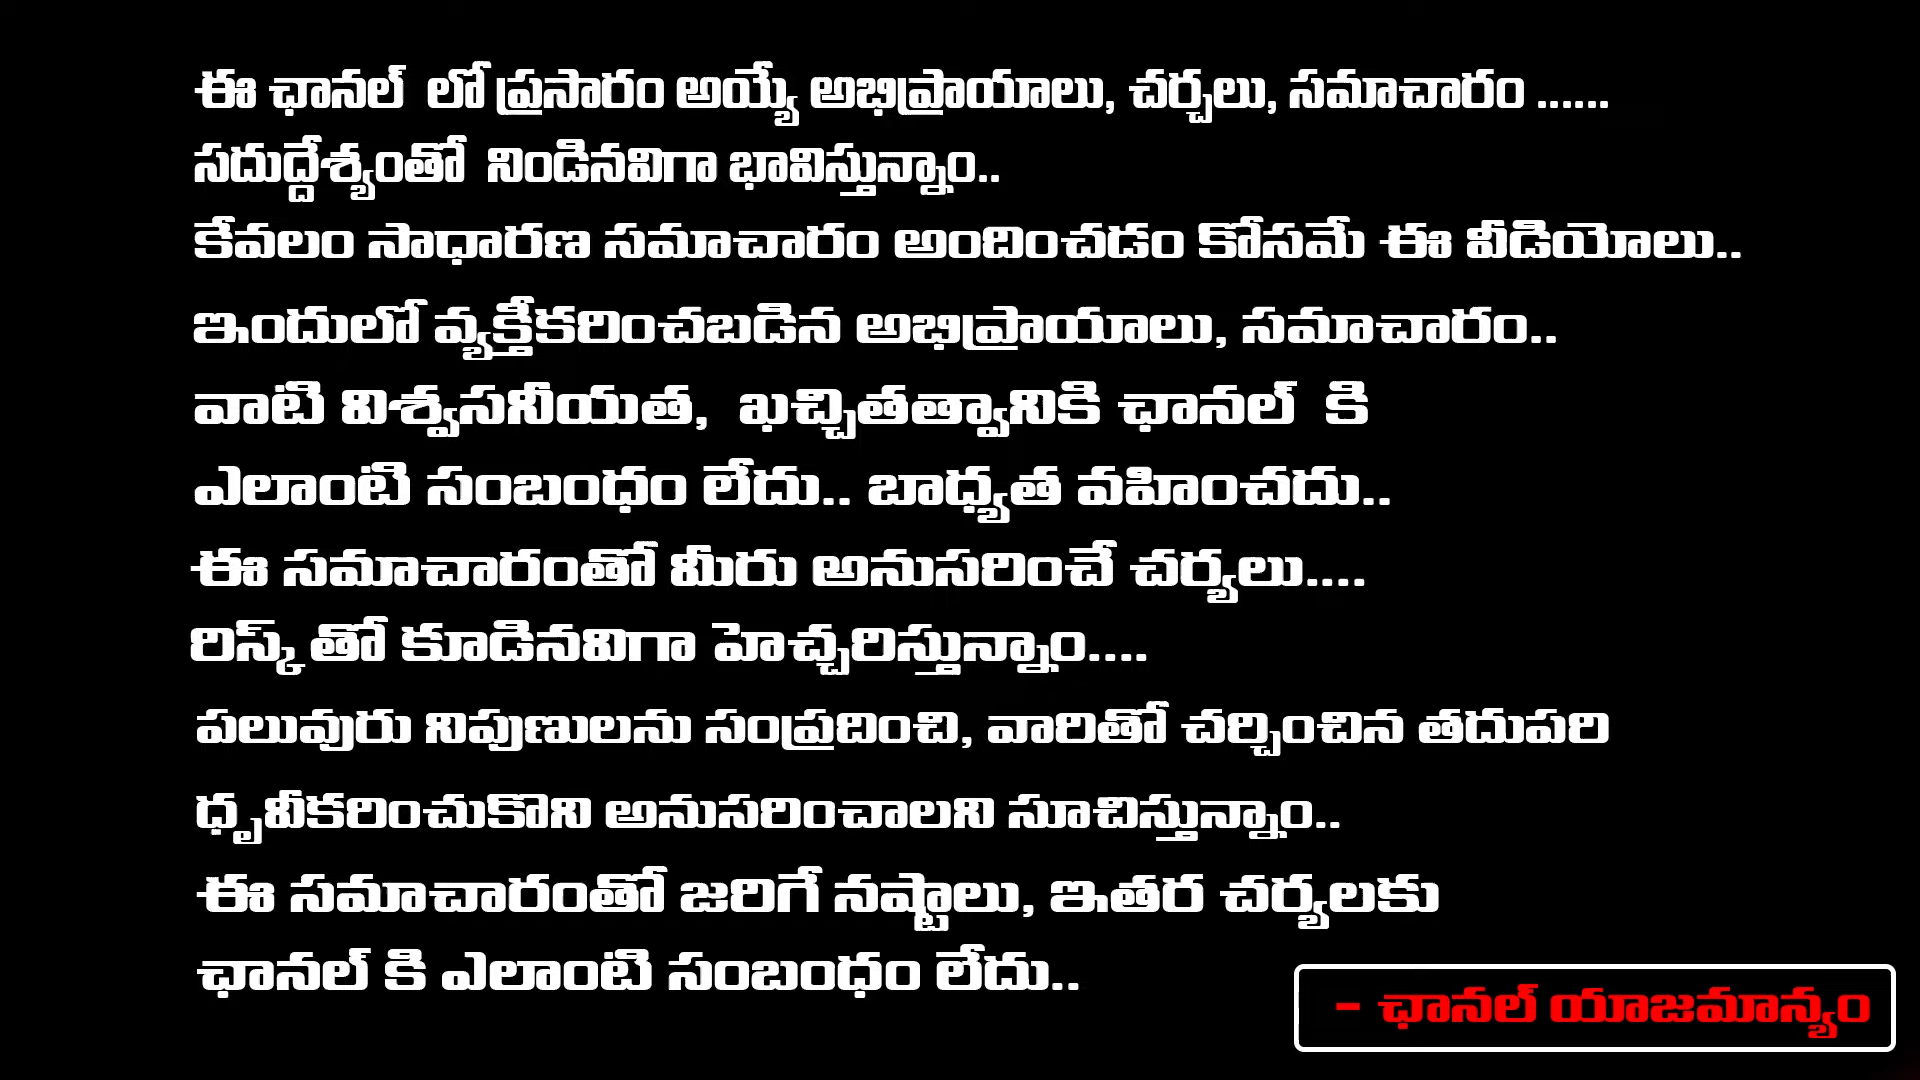 ఈ ఛానల్ లో ప్రసారం అయ్యే అభిప్రాయాలు, చర్చలు, సమాచారం ......
సదుద్దేశ్యంతో నిండినవిగా భావిస్తున్నాం..
కేవలం సాధారణ సమాచారం అందించడం కోసమే ఈ వీడియోలు..
ఇందులో వ్యక్తీకరించబడిన అభిప్రాయాలు, సమాచారం..
వాటి విశ్వసనీయత, ఖచ్చితత్వానికి ఛానల్ కి
ఎలాంటి సంబంధం లేదు.. బాధ్యత వహించదు..
ఈ సమాచారంతో మీరు అనుసరించే చర్యలు....
రిస్క్ తో కూడినవిగా హెచ్చరిస్తున్నాం....
పలువురు నిపుణులను సంప్రదించి, వారితో చర్చించిన తదుపరి
ధృవీకరించుకొని అనుసరించాలని సూచిస్తున్నాం..
ఈ సమాచారంతో జరిగే నష్టాలు, ఇతర చర్యలకు
ఛానల్ కి ఎలాంటి సంబంధం లేదు..
- ఛానల్ యాజమాన్యం